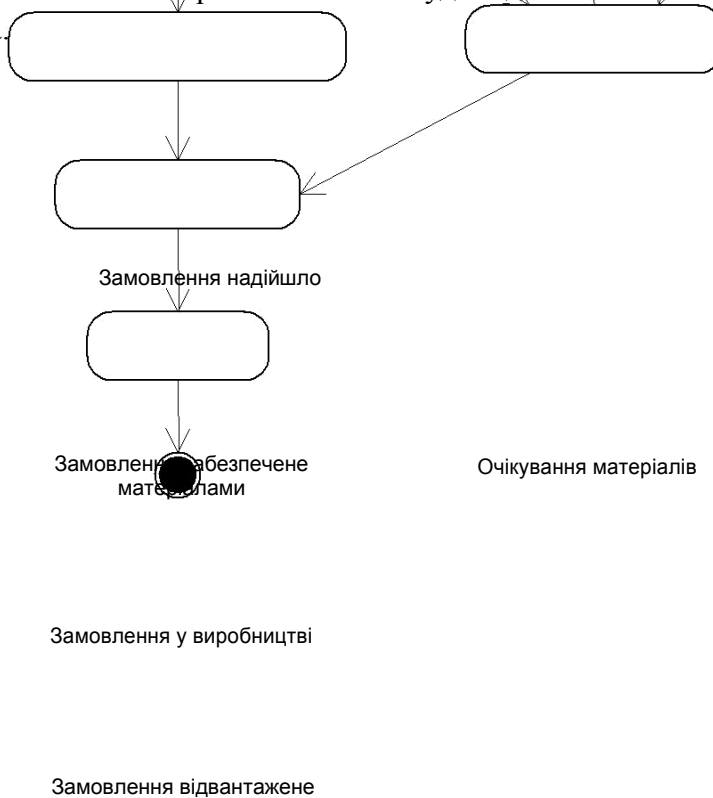 Замовлення надійшло
Замовлення забезпечене
матеріалами
Очікування матеріалів
Замовлення у виробництві
Замовлення відвантажене